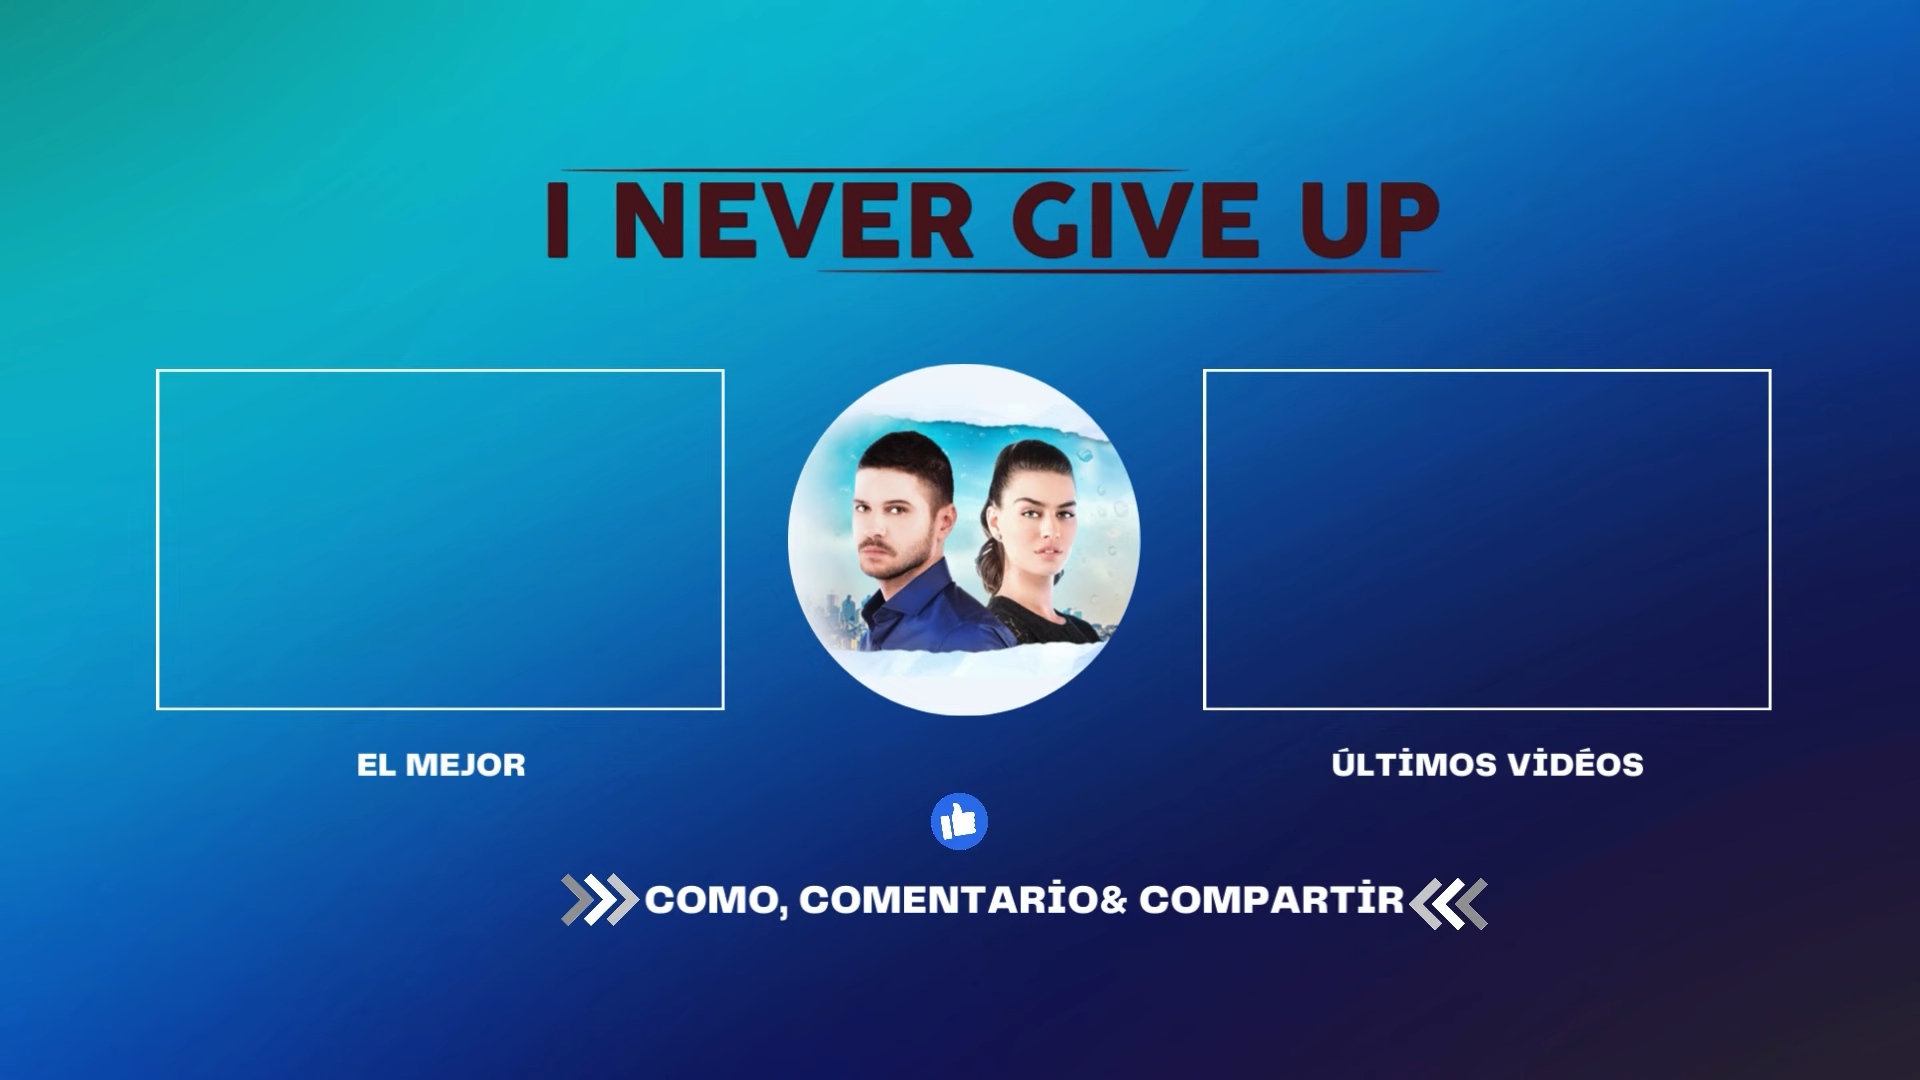 I NEVER GIVE UP
EL MEJOR
ÚLTİMOS VİDÉOS
COMO, COMENTARİO& COMPARTİR